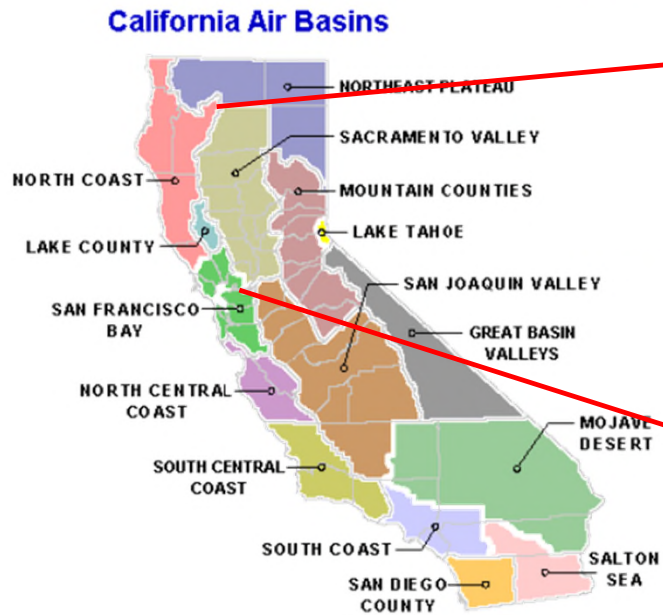 California Air Basins
NORTHEAST PLATEAU
SACRAMENTO VALLEY
NORTH COAST
MOUNTAIN COUNTIES
LAKE TAHOE
LAKE COUNTY
SAN JOAQUIN VALLEY
SAN FRANCISCO
BAY
GREAT BASIN
VALLEYS
NORTH CENTRAL
COAST
MOJAVE
DESERT
SOUTH CENTRAL
COAST
SOUTH COAST
SALTON
SEA
SAN DIEGO
COUNTY